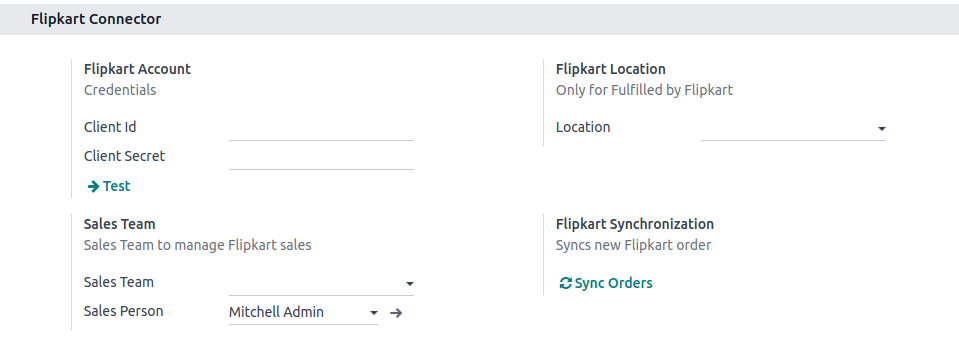 Flipkart Connector
Flipkart Account
Credentials
Client Id
Client Secret
Test
Flipkart Location
Only for Fulfilled by Flipkart
Location
Sales Team
Sales Team to manage Flipkart sales
Sales Team
Sales Person Mitchell Admin
Flipkart Synchronization
Syncs new Flipkart order
Sync Orders